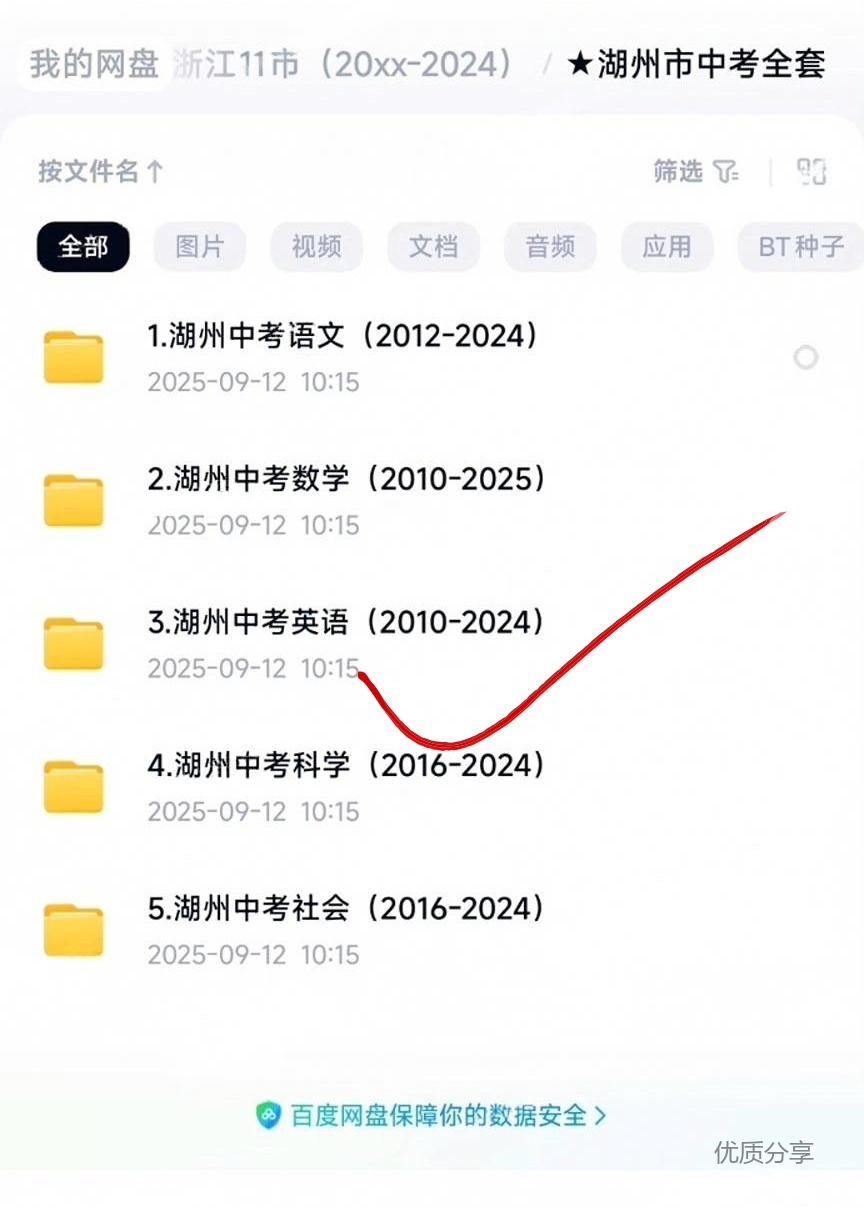 我的网盘 浙江11市（20xx-2024） / ★湖州市中考全套
按文件名↑ 筛选
全部 图片 视频 文档 音频 应用 BT种子
1.湖州中考语文（2012-2024）
2025-09-12 10:15
2.湖州中考数学（2010-2025）
2025-09-12 10:15
3.湖州中考英语（2010-2024）
2025-09-12 10:15
4.湖州中考科学（2016-2024）
2025-09-12 10:15
5.湖州中考社会（2016-2024）
2025-09-12 10:15
百度网盘保障你的数据安全 >
优质分享